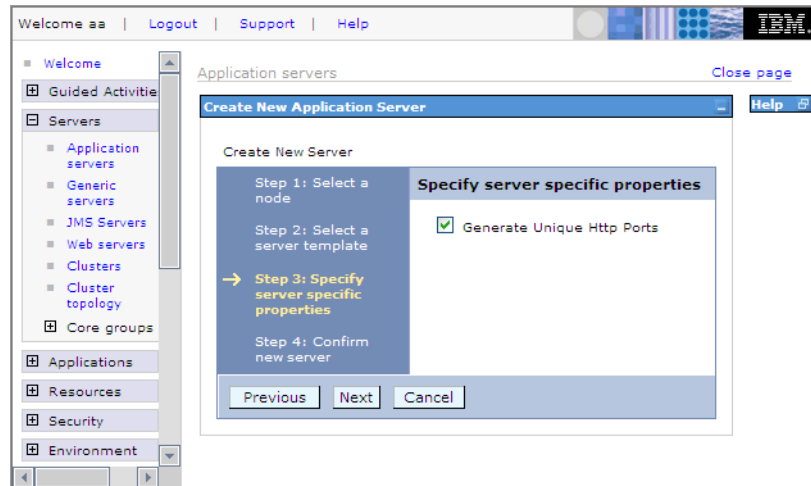 Welcome aa | Logout | Support | Help
IBM.
Welcome
Guided Activitie
Servers
Application
servers
Generic
servers
JMS Servers
Web servers
Clusters
Cluster
topology
Core groups
Applications
Resources
Security
Environment
Application servers
Close page
Create New Application Server
Help
Create New Server
Step 1: Select a
node
Step 2: Select a
server template
Step 3: Specify
server specific
properties
Step 4: Confirm
new server
Specify server specific properties
Generate Unique Http Ports
Previous Next Cancel